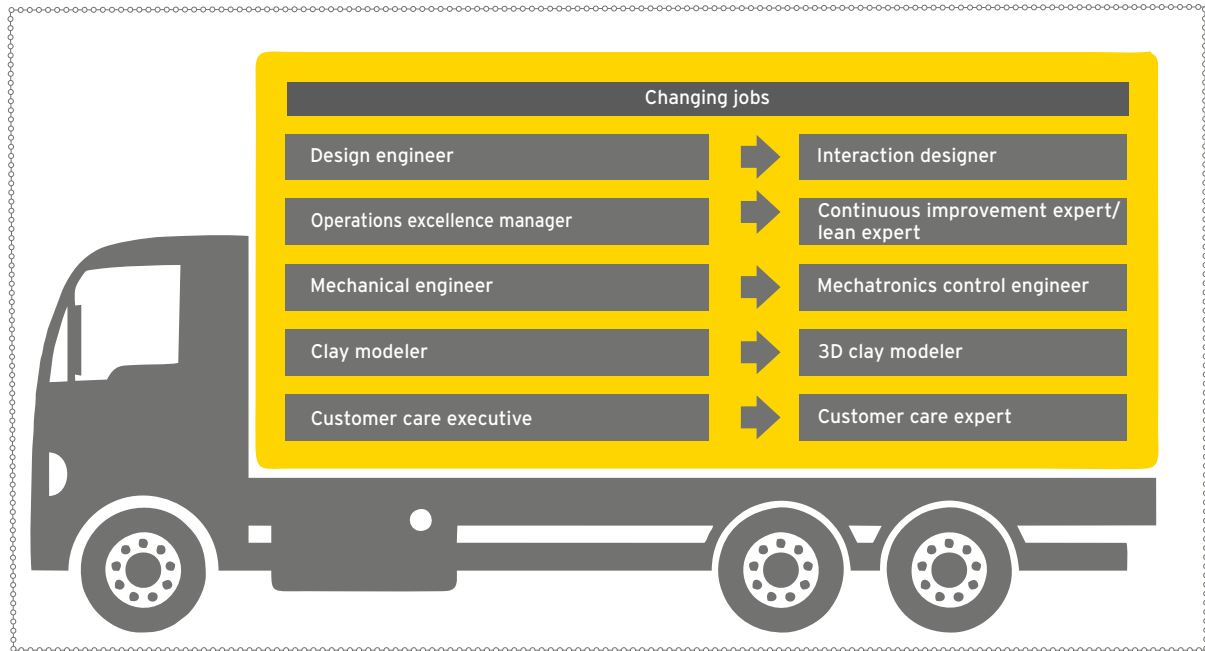 Changing jobs
Design engineer
Interaction designer
Operations excellence manager
Continuous improvement expert/
lean expert
Mechanical engineer
Mechatronics control engineer
Clay modeler
3D clay modeler
Customer care executive
Customer care expert